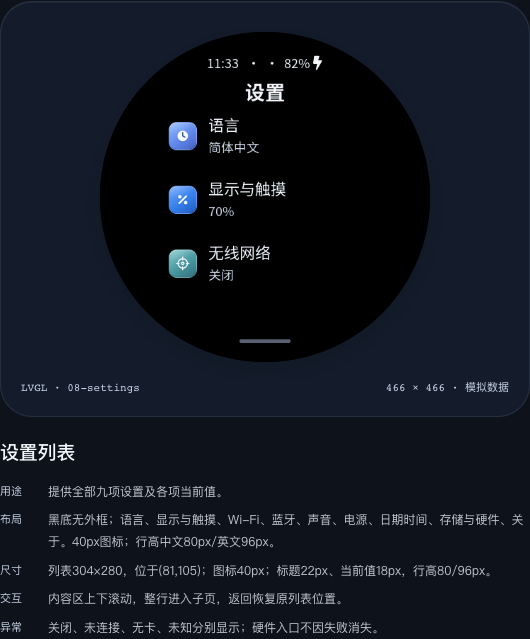 11:33 • • 82%
设置
语言
简体中文
显示与触摸
70%
无线网络
关闭
LVGL · 08-settings
466 × 466 · 模拟数据
设置列表
用途 提供全部九项设置及各项当前值。
布局 黑底无外框；语言、显示与触摸、Wi-Fi、蓝牙、声音、电源、日期时间、存储与硬件、关
于。40px图标；行高中文80px/英文96px。
尺寸 列表304x280，位于(81,105)；图标40px；标题22px、当前值18px，行高80/96px。
交互 内容区上下滚动，整行进入子页，返回恢复原列表位置。
异常 关闭、未连接、无卡、未知分别显示；硬件入口不因失败消失。